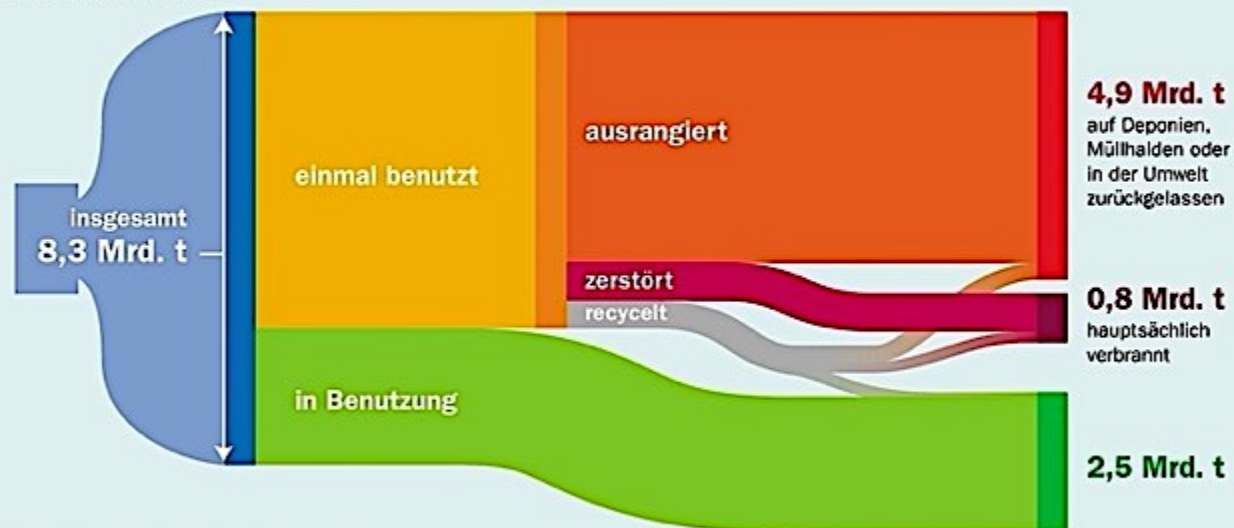 insgesamt
8,3 Mrd. t
einmal benutzt
in Benutzung
ausrangiert
zerstört
recycelt
4,9 Mrd. t
auf Deponien,
Müllhalden oder
in der Umwelt
zurückgelassen
0,8 Mrd. t
hauptsächlich
verbrannt
2,5 Mrd. t